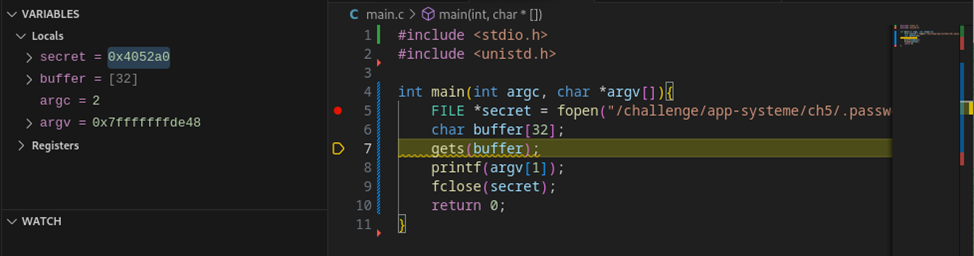 VARIABLES
Locals
secret = 0x4052a0
buffer = [32]
argc = 2
argv = 0x7fffffffde48
Registers
WATCH
C main.c > main(int, char * [])
1 #include <stdio.h>
2 #include <unistd.h>
3
4 int main(int argc, char *argv[]){
5 FILE *secret = fopen("/challenge/app-systeme/ch5/.passw
6 char buffer[32];
7 gets(buffer);
8 printf(argv[1]);
9 fclose(secret);
10 return 0;
11 }